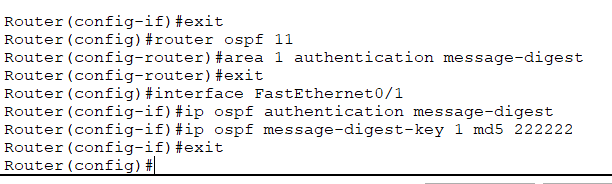 Router(config-if)#exit
Router(config)#router ospf 11
Router(config-router)#area 1 authentication message-digest
Router(config-router)#exit
Router(config)#interface FastEthernet0/1
Router(config-if)#ip ospf authentication message-digest
Router(config-if)#ip ospf message-digest-key 1 md5 222222
Router(config-if)#exit
Router(config)#